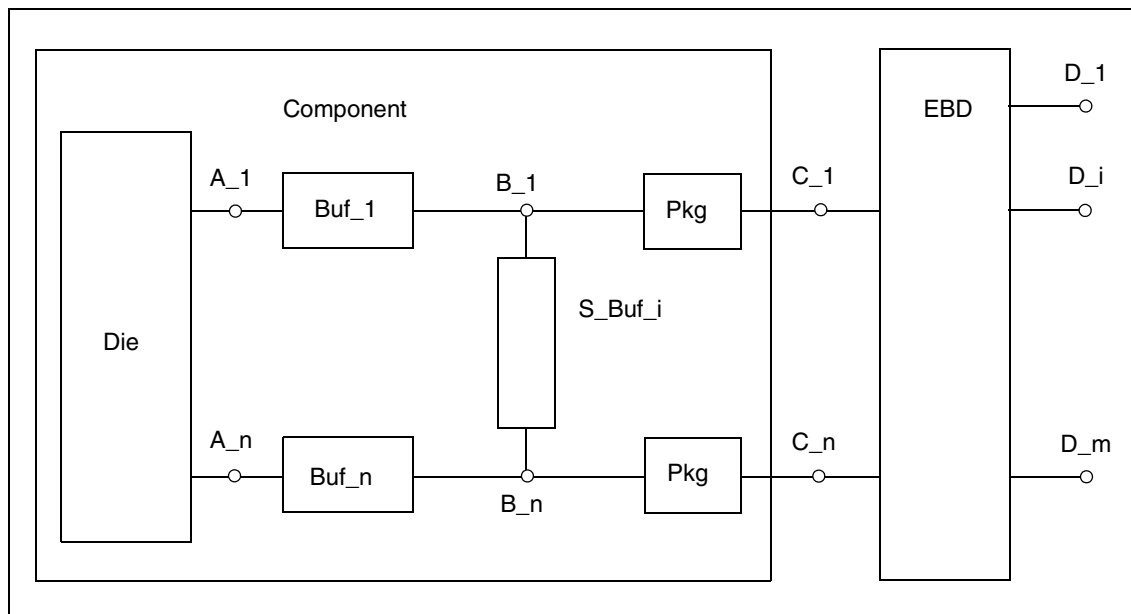 Component
EBD
D_1
D_i
D_m
Die
A_1
Buf_1
B_1
Pkg
C_1
S_Buf_i
A_n
Buf_n
B_n
Pkg
C_n